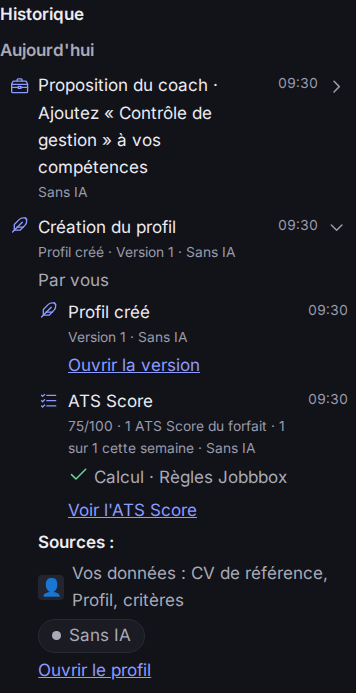 Historique
Aujourd'hui
Proposition du coach · 09:30
Ajoutez « Contrôle de
gestion » à vos
compétences
Sans IA
Création du profil 09:30
Profil créé · Version 1 · Sans IA
Par vous
Profil créé 09:30
Version 1 · Sans IA
Ouvrir la version
ATS Score 09:30
75/100 · 1 ATS Score du forfait · 1
sur 1 cette semaine · Sans IA
Calcul · Règles Jobbbox
Voir l'ATS Score
Sources :
Vos données : CV de référence,
Profil, critères
Sans IA
Ouvrir le profil